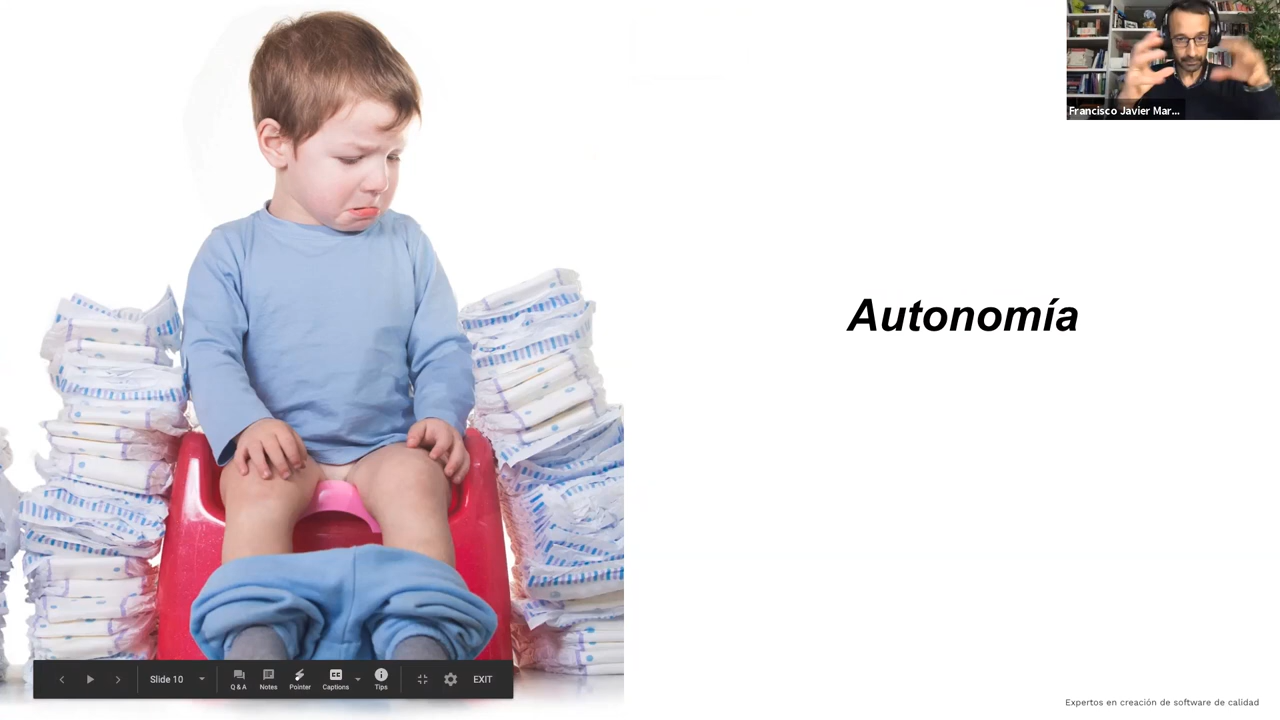 Francisco Javier Mar...
Autonomía
Slide 10
Q & A
Notes
Pointer
Captions
Tips
EXIT
Expertos en creación de software de calidad